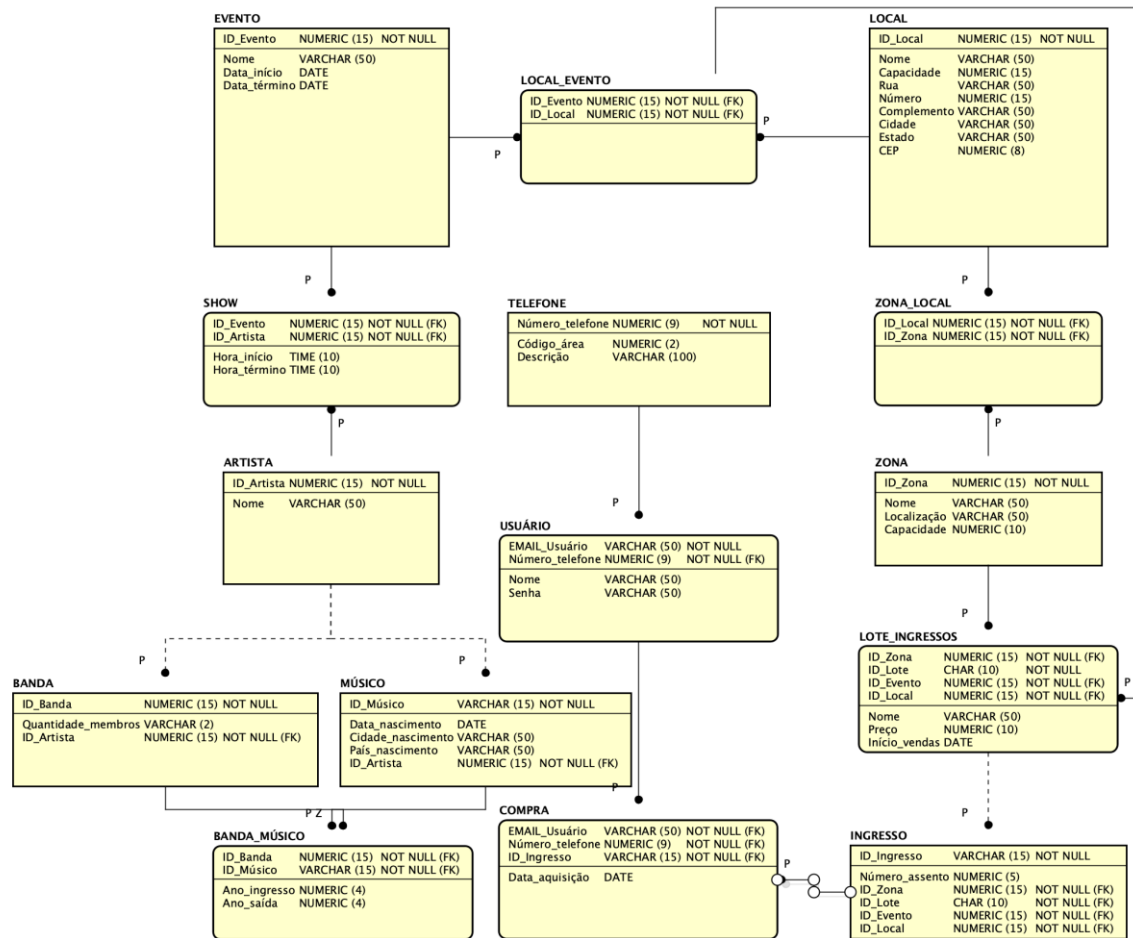 EVENTO
ID_Evento NUMERIC (15) NOT NULL
Nome VARCHAR (50)
Data_início DATE
Data_término DATE
P
LOCAL_EVENTO
ID_Evento NUMERIC (15) NOT NULL (FK)
ID_Local NUMERIC (15) NOT NULL (FK)
P
LOCAL
ID_Local NUMERIC (15) NOT NULL
Nome VARCHAR (50)
Capacidade NUMERIC (15)
Rua VARCHAR (50)
Número NUMERIC (15)
Complemento VARCHAR (50)
Cidade VARCHAR (50)
Estado VARCHAR (50)
CEP NUMERIC (8)
P
P
SHOW
ID_Evento NUMERIC (15) NOT NULL (FK)
ID_Artista NUMERIC (15) NOT NULL (FK)
Hora_início TIME (10)
Hora_término TIME (10)
P
TELEFONE
Número_telefone NUMERIC (9) NOT NULL
Código_área NUMERIC (2)
Descrição VARCHAR (100)
P
ZONA_LOCAL
ID_Local NUMERIC (15) NOT NULL (FK)
ID_Zona NUMERIC (15) NOT NULL (FK)
P
ARTISTA
ID_Artista NUMERIC (15) NOT NULL
Nome VARCHAR (50)
ZONA
ID_Zona NUMERIC (15) NOT NULL
Nome VARCHAR (50)
Localização VARCHAR (50)
Capacidade NUMERIC (10)
P
USUÁRIO
EMAIL_Usuário VARCHAR (50) NOT NULL
Número_telefone NUMERIC (9) NOT NULL (FK)
Nome VARCHAR (50)
Senha VARCHAR (50)
P
LOTE_INGRESSOS
ID_Zona NUMERIC (15) NOT NULL (FK)
ID_Lote CHAR (10) NOT NULL
ID_Evento NUMERIC (15) NOT NULL (FK)
ID_Local NUMERIC (15) NOT NULL (FK)
Nome VARCHAR (50)
Preço NUMERIC (10)
Início_vendas DATE
P
P
P
P
BANDA
ID_Banda NUMERIC (15) NOT NULL
Quantidade_membros VARCHAR (2)
ID_Artista NUMERIC (15) NOT NULL (FK)
MÚSICO
ID_Músico VARCHAR (15) NOT NULL
Data_nascimento DATE
Cidade_nascimento VARCHAR (50)
País_nascimento VARCHAR (50)
ID_Artista NUMERIC (15) NOT NULL (FK)
P Z
BANDA_MÚSICO
ID_Banda NUMERIC (15) NOT NULL (FK)
ID_Músico VARCHAR (15) NOT NULL (FK)
Ano_ingresso NUMERIC (4)
Ano_saída NUMERIC (4)
COMPRA
EMAIL_Usuário VARCHAR (50) NOT NULL (FK)
Número_telefone NUMERIC (9) NOT NULL (FK)
ID_Ingresso VARCHAR (15) NOT NULL (FK)
Data_aquisição DATE
P
INGRESSO
ID_Ingresso VARCHAR (15) NOT NULL
Número_assento NUMERIC (5)
ID_Zona NUMERIC (15) NOT NULL (FK)
ID_Lote CHAR (10) NOT NULL (FK)
ID_Evento NUMERIC (15) NOT NULL (FK)
ID_Local NUMERIC (15) NOT NULL (FK)